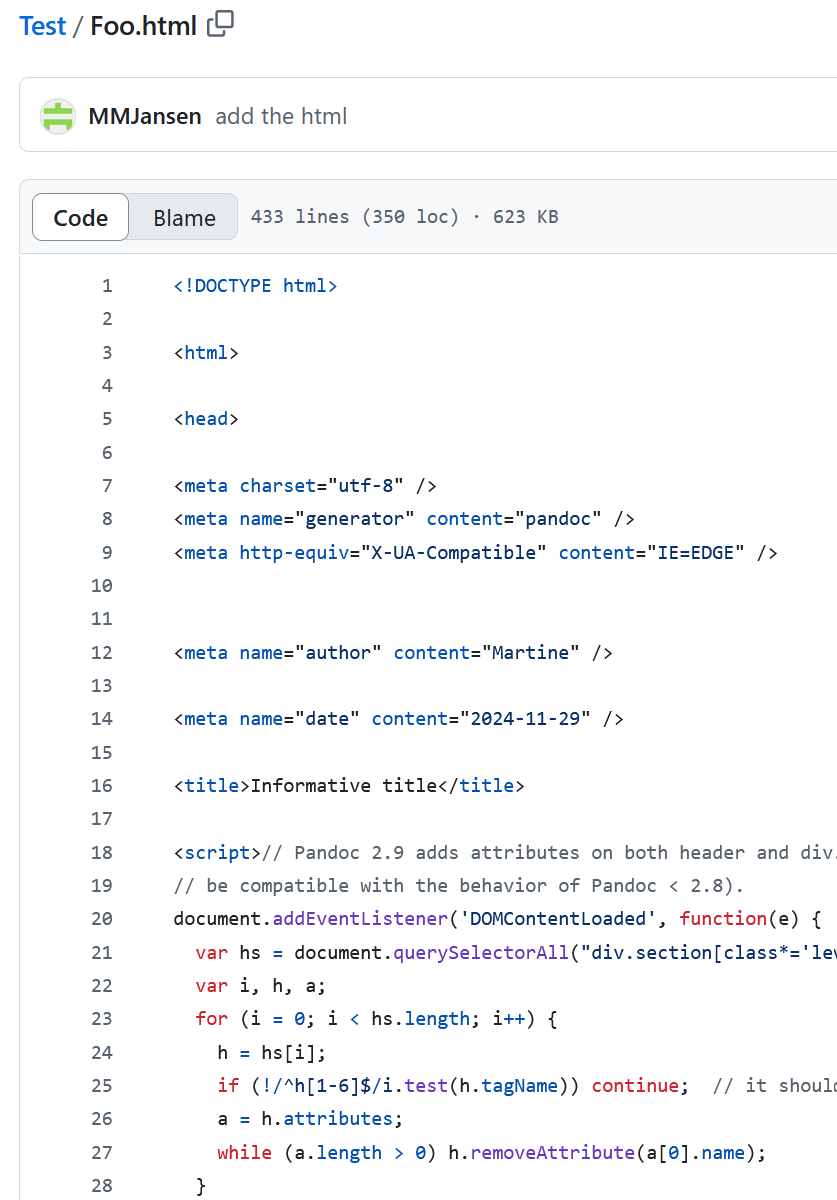 Test / Foo.html
MMJansen add the html
Code Blame 433 lines (350 loc) · 623 KB
1 <!DOCTYPE html>
2
3 <html>
4
5 <head>
6
7 <meta charset="utf-8" />
8 <meta name="generator" content="pandoc" />
9 <meta http-equiv="X-UA-Compatible" content="IE=EDGE" />
10
11
12 <meta name="author" content="Martine" />
13
14 <meta name="date" content="2024-11-29" />
15
16 <title>Informative title</title>
17
18 <script>// Pandoc 2.9 adds attributes on both header and div.
19 // be compatible with the behavior of Pandoc < 2.8).
20 document.addEventListener('DOMContentLoaded', function(e) {
21   var hs = document.querySelectorAll("div.section[class*='lev
22   var i, h, a;
23   for (i = 0; i < hs.length; i++) {
24     h = hs[i];
25     if (!/^h[1-6]$/i.test(h.tagName)) continue;  // it should
26     a = h.attributes;
27     while (a.length > 0) h.removeAttribute(a[0].name);
28   }